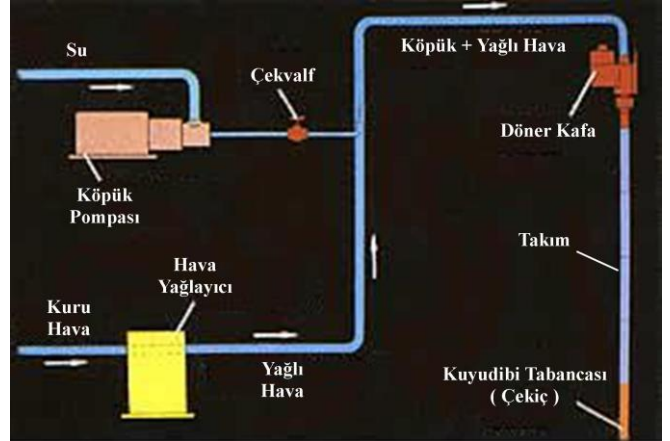 Su
Köpük + Yağlı Hava
Çekvalf
Döner Kafa
Köpük
Pompası
Takım
Hava
Yağlayıcı
Kuru
Hava
Yağlı
Hava
Kuyudibi Tabancası
( Çekiç )